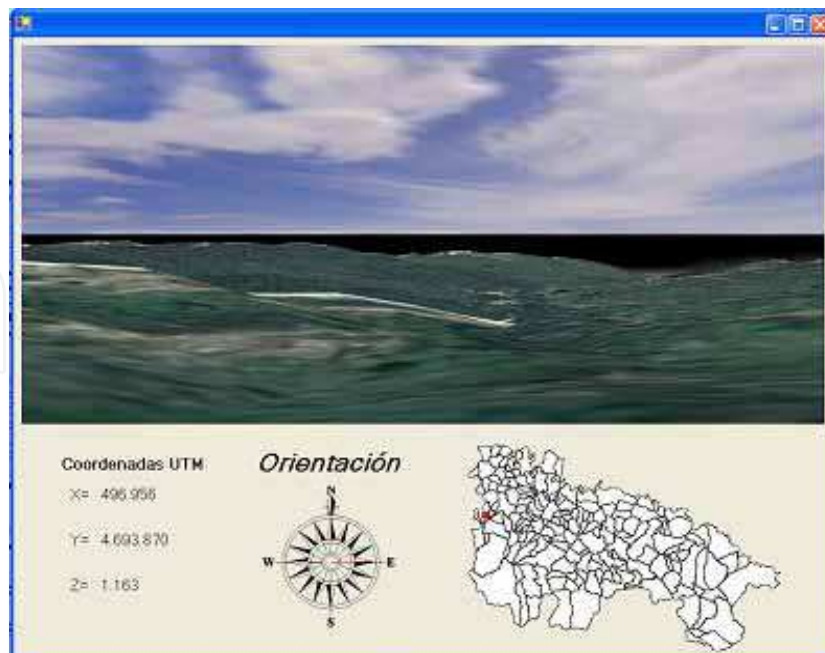 Coordenadas UTM
X= 496.956
Y= 4.693.870
Z= 1.163
Orientación
N
W E
S